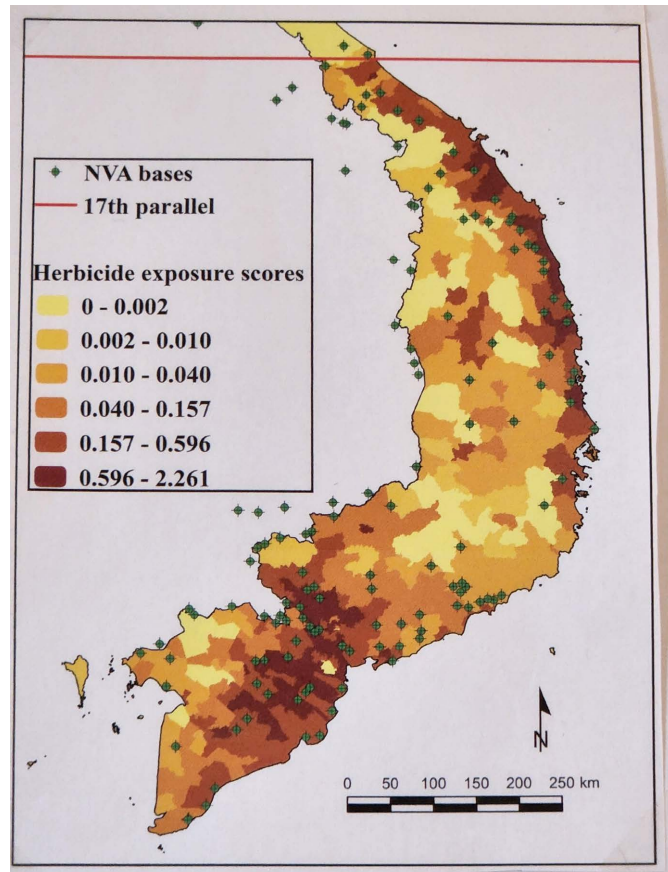 NVA bases
17th parallel
Herbicide exposure scores
0 - 0.002
0.002 - 0.010
0.010 - 0.040
0.040 - 0.157
0.157 - 0.596
0.596 - 2.261
N
0 50 100 150 200 250 km